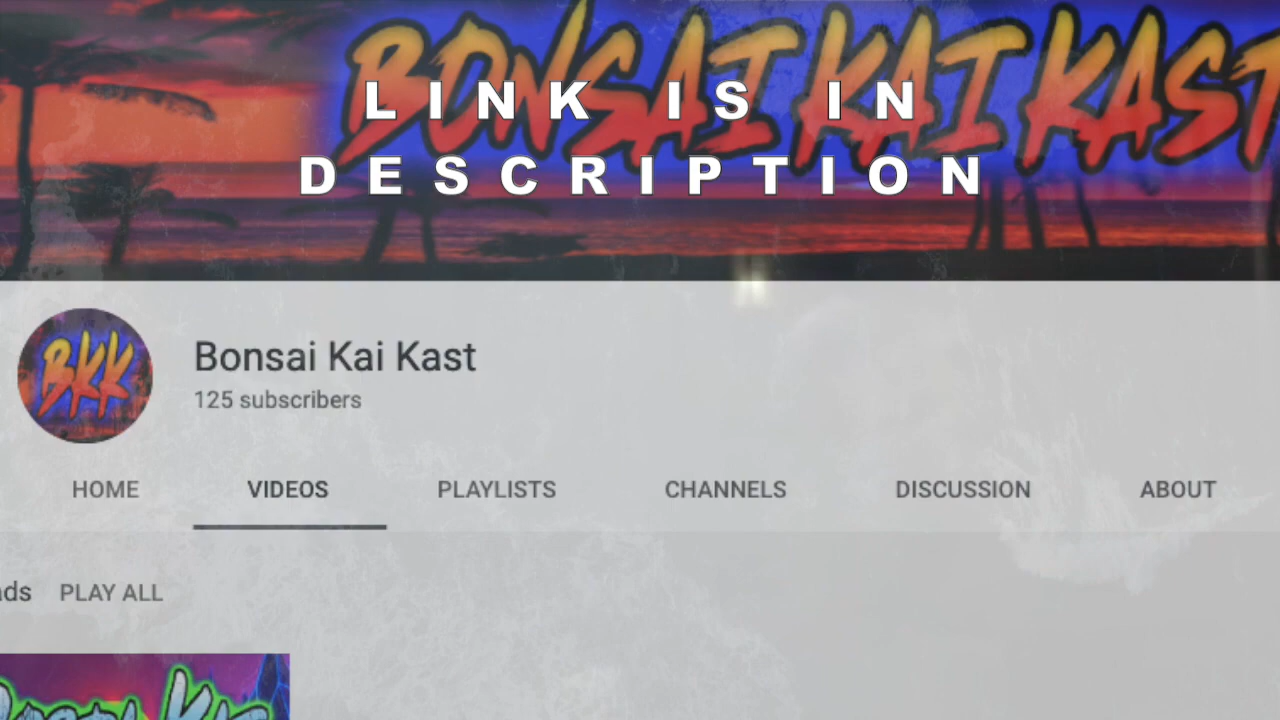 BONSAI KAI KAST
LINK IS IN
DESCRIPTION
BKK
Bonsai Kai Kast
125 subscribers
HOME VIDEOS PLAYLISTS CHANNELS DISCUSSION ABOUT
PLAY ALL